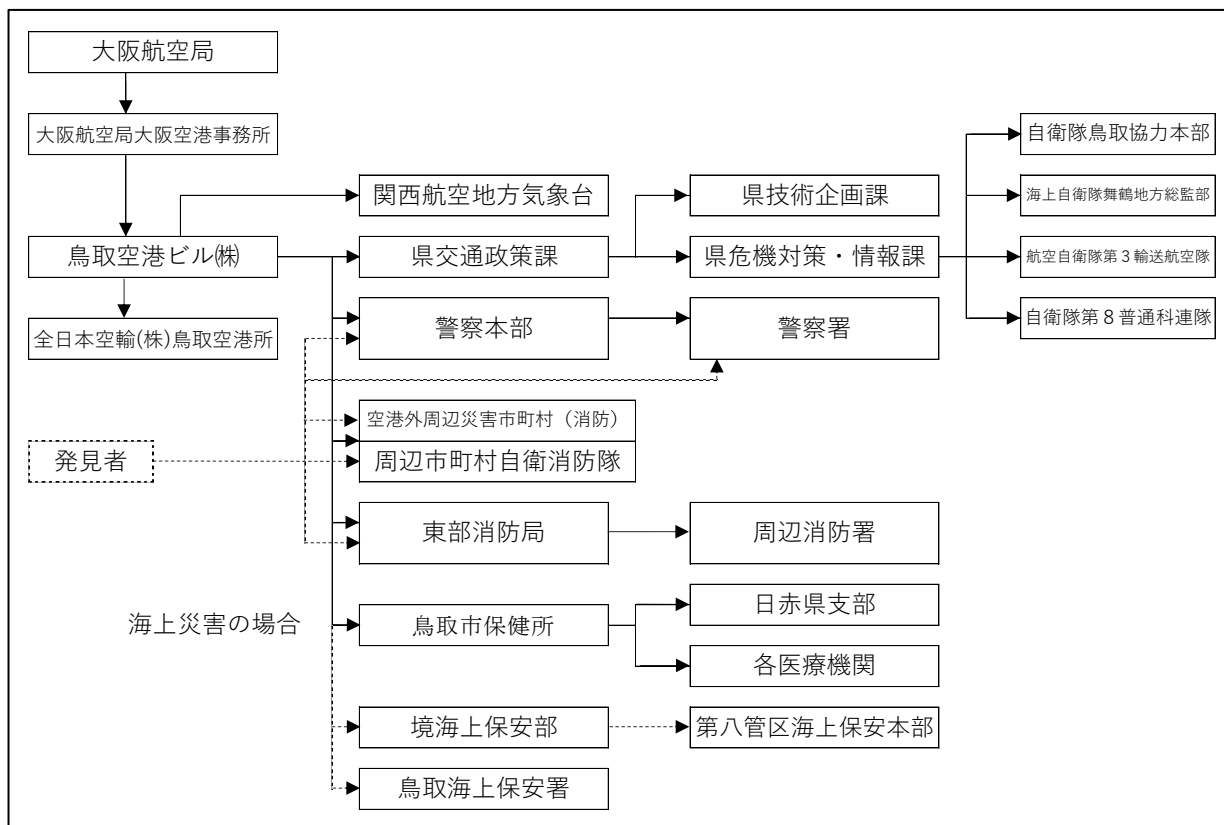 大阪航空局
大阪航空局大阪空港事務所
鳥取空港ビル㈱
全日本空輸(株)鳥取空港所
発見者
海上災害の場合
関西航空地方気象台
県交通政策課
警察本部
空港外周辺災害市町村（消防）
周辺市町村自衛消防隊
東部消防局
鳥取市保健所
境海上保安部
鳥取海上保安署
県技術企画課
県危機対策・情報課
警察署
周辺消防署
日赤県支部
各医療機関
第八管区海上保安本部
自衛隊鳥取協力本部
海上自衛隊舞鶴地方総監部
航空自衛隊第３輸送航空隊
自衛隊第８普通科連隊